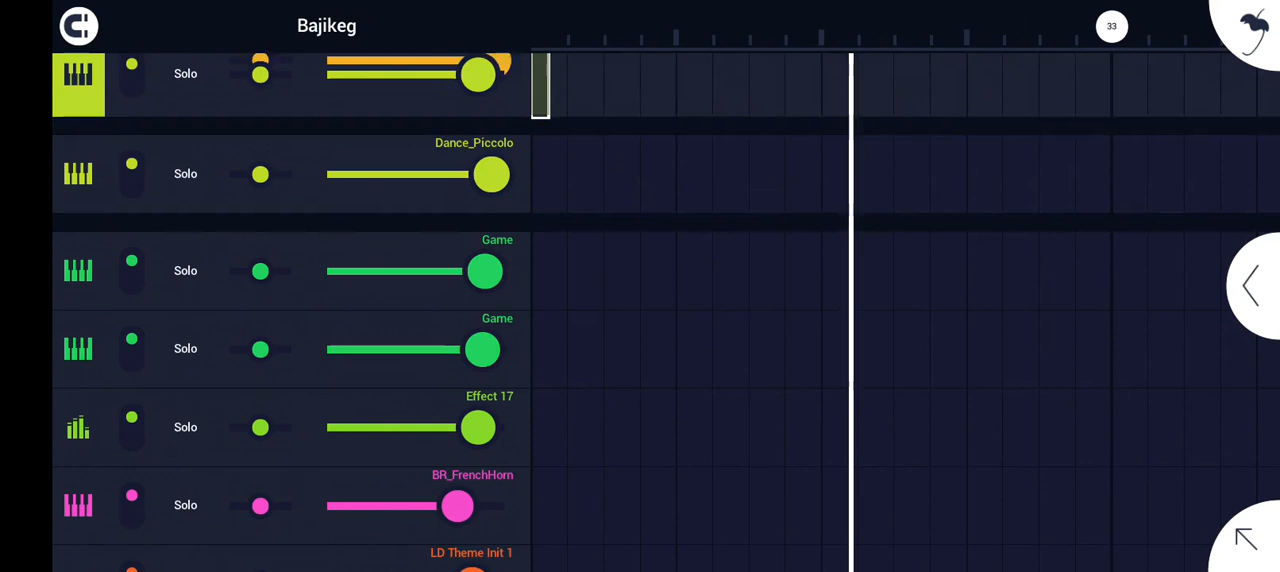 Bajikeg
33
Solo
Dance_Piccolo
Solo
Game
Solo
Game
Solo
Effect 17
Solo
BR_FrenchHorn
Solo
LD Theme Init 1